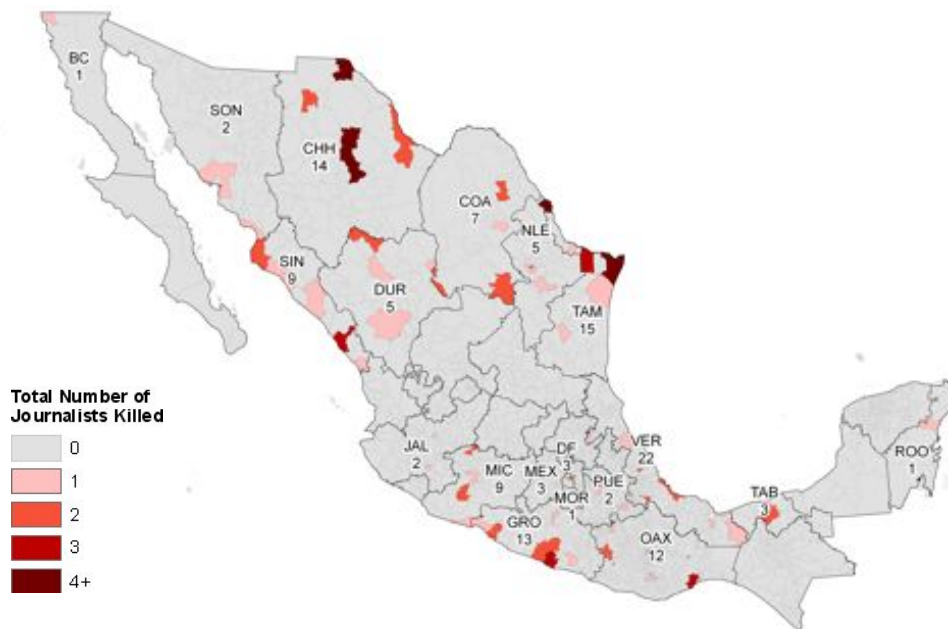 BC
1
SON
2
CHH
14
COA
7
NLE
5
SIN
9
DUR
5
TAM
15
Total Number of
Journalists Killed
0
1
2
3
4+
JAL
2
MIC
9
MEX
3
DF
3
MOR
1
PUE
2
VER
22
GRO
13
OAX
12
TAB
3
ROO
1